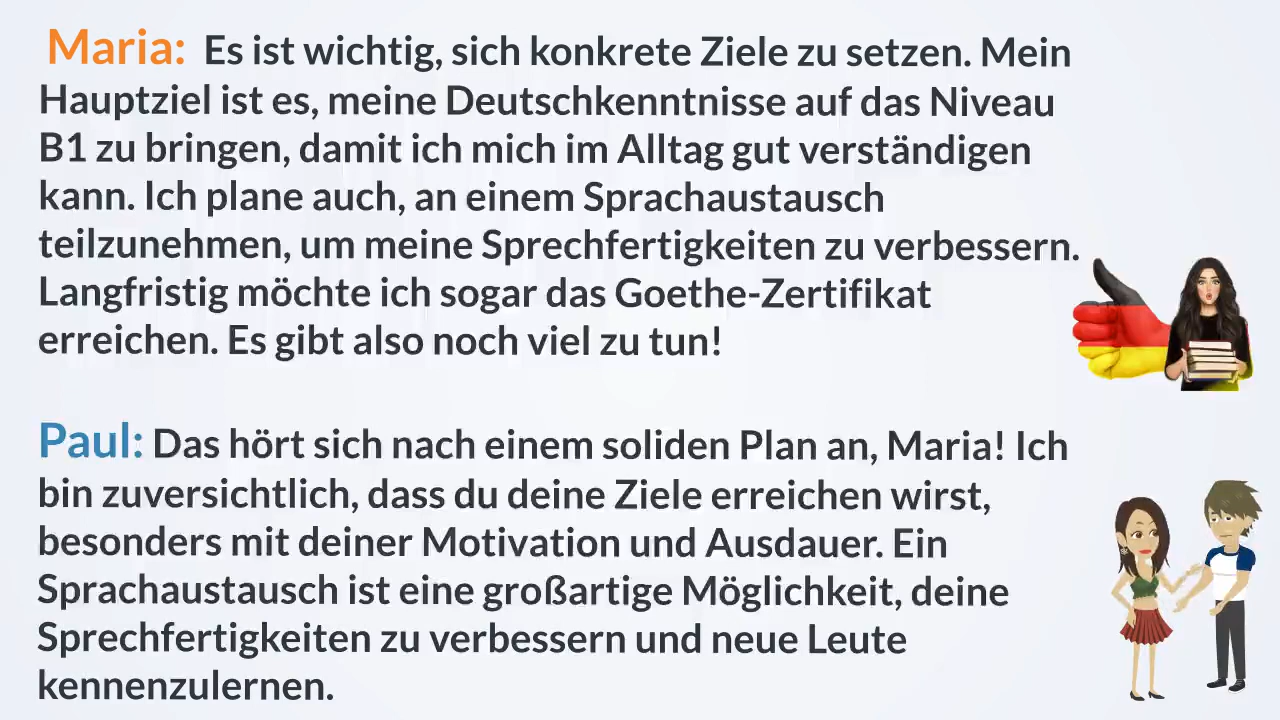 Maria: Es ist wichtig, sich konkrete Ziele zu setzen. Mein
Hauptziel ist es, meine Deutschkenntnisse auf das Niveau
B1 zu bringen, damit ich mich im Alltag gut verständigen
kann. Ich plane auch, an einem Sprachaustausch
teilzunehmen, um meine Sprechfertigkeiten zu verbessern.
Langfristig möchte ich sogar das Goethe-Zertifikat
erreichen. Es gibt also noch viel zu tun!
Paul: Das hört sich nach einem soliden Plan an, Maria! Ich
bin zuversichtlich, dass du deine Ziele erreichen wirst,
besonders mit deiner Motivation und Ausdauer. Ein
Sprachaustausch ist eine großartige Möglichkeit, deine
Sprechfertigkeiten zu verbessern und neue Leute
kennenzulernen.